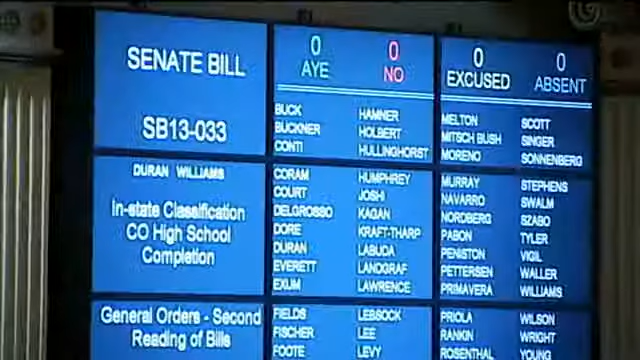 SENATE BILL
SB13-033
DURAN WILLIAMS
In-state Classification
CO High School
Completion
General Orders - Second
Reading of Bills
0 0
AYE NO
BUCK HAMNER
BUCKNER HOLBERT
CONTI HULLINGHORST
CORAM HUMPHREY
COURT JOSHI
DELGROSSO KAGAN
DORE KRAFT-THARP
DURAN LABUDA
EVERETT LANDGRAF
EXUM LAWRENCE
FIELDS LEBSOCK
FISCHER LEE
FOOTE LEVY
0 0
EXCUSED ABSENT
MELTON SCOTT
MITSCH BUSH SINGER
MORENO SONNENBERG
MURRAY STEPHENS
NAVARRO SWALM
NORDBERG SZABO
PABON TYLER
PENISTON VIGIL
PETTERSEN WALLER
PRIMAVERA WILLIAMS
PRIOLA WILSON
RANKIN WRIGHT
ROSENTHAL YOUNG